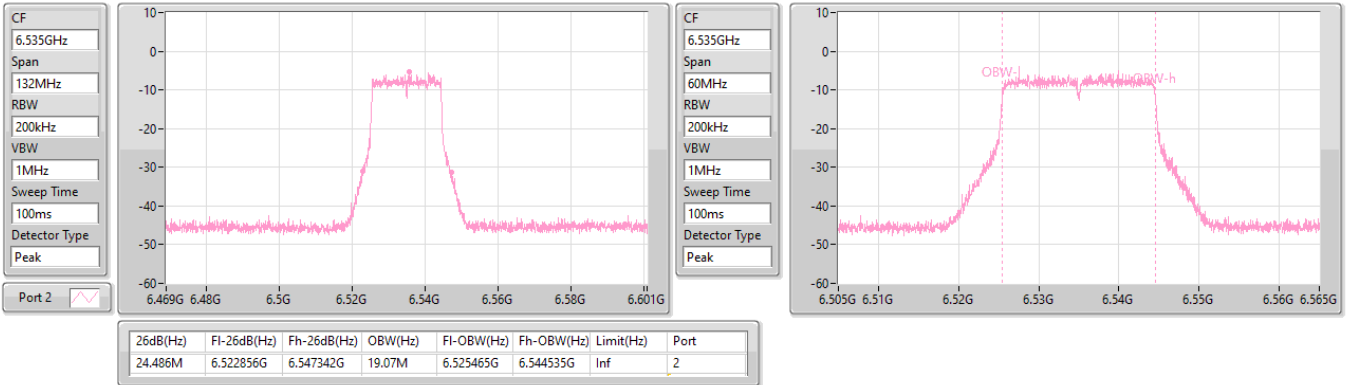 CF
6.535GHz
Span
132MHz
RBW
200kHz
VBW
1MHz
Sweep Time
100ms
Detector Type
Peak
Port 2
10
0
-10
-20
-30
-40
-50
-60
6.469G 6.48G 6.5G 6.52G 6.54G 6.56G 6.58G 6.601G
CF
6.535GHz
Span
60MHz
RBW
200kHz
VBW
1MHz
Sweep Time
100ms
Detector Type
Peak
10
0
-10
-20
-30
-40
-50
-60
OBW-l
OBW-h
6.505G 6.51G 6.52G 6.53G 6.54G 6.55G 6.56G 6.565G
26dB(Hz) Fl-26dB(Hz) Fh-26dB(Hz) OBW(Hz) Fl-OBW(Hz) Fh-OBW(Hz) Limit(Hz) Port
24.486M 6.522856G 6.547342G 19.07M 6.525465G 6.544535G Inf 2